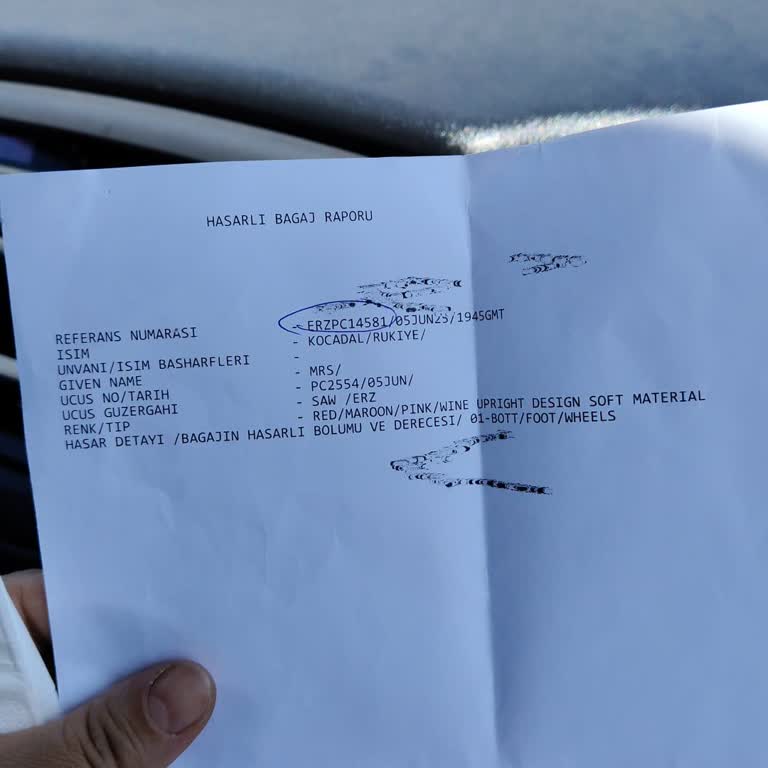 HASARLI BAGAJ RAPORU
REFERANS NUMARASI - ERZPC14581/05JUN25/1945GMT
ISIM - KOCADAL/RUKIYE/
UNVANI/ISIM BASHARFLERI -
GIVEN NAME - MRS/
UCUS NO/TARIH - PC2554/05JUN/
UCUS GUZERGAHI - SAW /ERZ
RENK/TIP - RED/MAROON/PINK/WINE UPRIGHT DESIGN SOFT MATERIAL
HASAR DETAYI /BAGAJIN HASARLI BOLUMU VE DERECESI/ 01-BOTT/FOOT/WHEELS